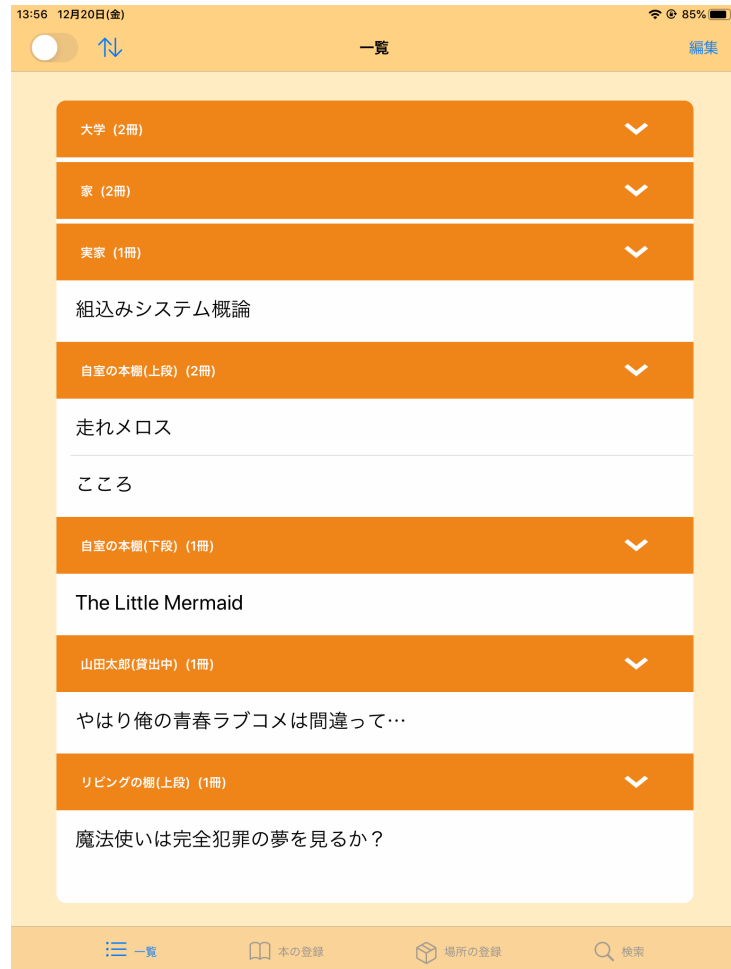 13:56 12月20日(金) 85%
一覧 編集
大学 (2冊)
家 (2冊)
実家 (1冊)
組込みシステム概論
自室の本棚(上段) (2冊)
走れメロス
こころ
自室の本棚(下段) (1冊)
The Little Mermaid
山田太郎(貸出中) (1冊)
やはり俺の青春ラブコメは間違って…
リビングの棚(上段) (1冊)
魔法使いは完全犯罪の夢を見るか？
一覧 本の登録 場所の登録 検索